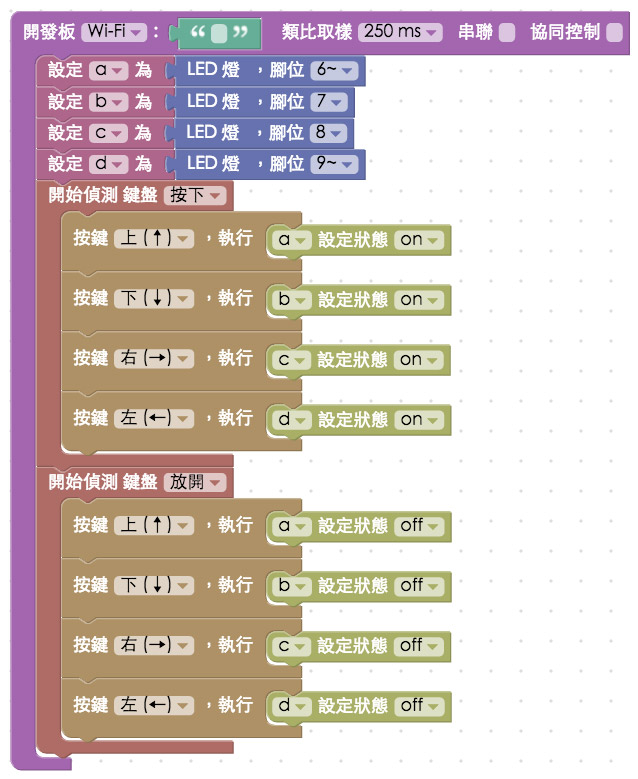 開發板 Wi-Fi : “ ” 類比取樣 250 ms 串聯 協同控制
設定 a 為 LED 燈 ，腳位 6~
設定 b 為 LED 燈 ，腳位 7
設定 c 為 LED 燈 ，腳位 8
設定 d 為 LED 燈 ，腳位 9~
開始偵測 鍵盤 按下
按鍵 上 (↑) ，執行 a 設定狀態 on
按鍵 下 (↓) ，執行 b 設定狀態 on
按鍵 右 (→) ，執行 c 設定狀態 on
按鍵 左 (←) ，執行 d 設定狀態 on
開始偵測 鍵盤 放開
按鍵 上 (↑) ，執行 a 設定狀態 off
按鍵 下 (↓) ，執行 b 設定狀態 off
按鍵 右 (→) ，執行 c 設定狀態 off
按鍵 左 (←) ，執行 d 設定狀態 off